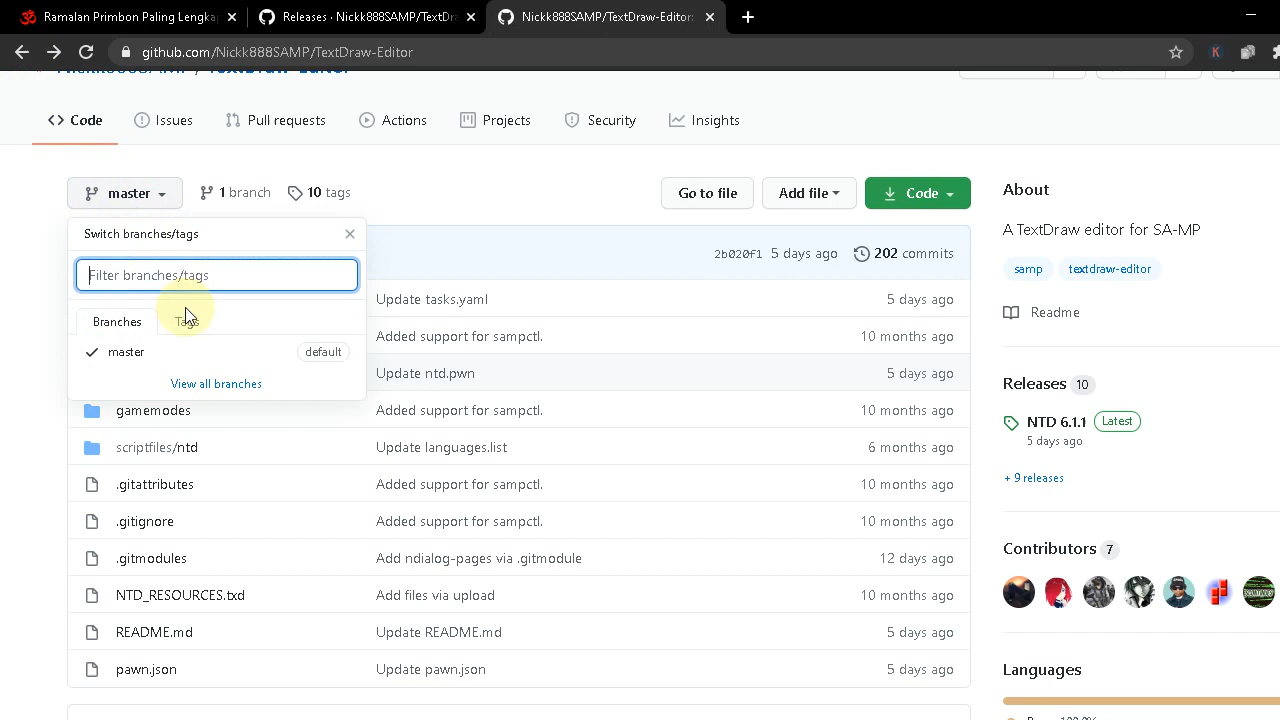 Ramalan Primbon Paling Lengka
Releases · Nickk888SAMP/TextDra
Nickk888SAMP/TextDraw-Editor:
github.com/Nickk888SAMP/TextDraw-Editor
K
Nickk888SAMP / TextDraw-Editor
Code
Issues
Pull requests
Actions
Projects
Security
Insights
master
1 branch
10 tags
Go to file
Add file
Code
Switch branches/tags
Filter branches/tags
Branches
Tags
master
default
View all branches
2b020f1 5 days ago 202 commits
Update tasks.yaml 5 days ago
Added support for sampctl. 10 months ago
Update ntd.pwn 5 days ago
gamemodes Added support for sampctl. 10 months ago
scriptfiles/ntd Update languages.list 6 months ago
.gitattributes Added support for sampctl. 10 months ago
.gitignore Added support for sampctl. 10 months ago
.gitmodules Add ndialog-pages via .gitmodule 12 days ago
NTD_RESOURCES.txd Add files via upload 10 months ago
README.md Update README.md 5 days ago
pawn.json Update pawn.json 5 days ago
About
A TextDraw editor for SA-MP
samp textdraw-editor
Readme
Releases 10
NTD 6.1.1 Latest
5 days ago
+ 9 releases
Contributors 7
Languages